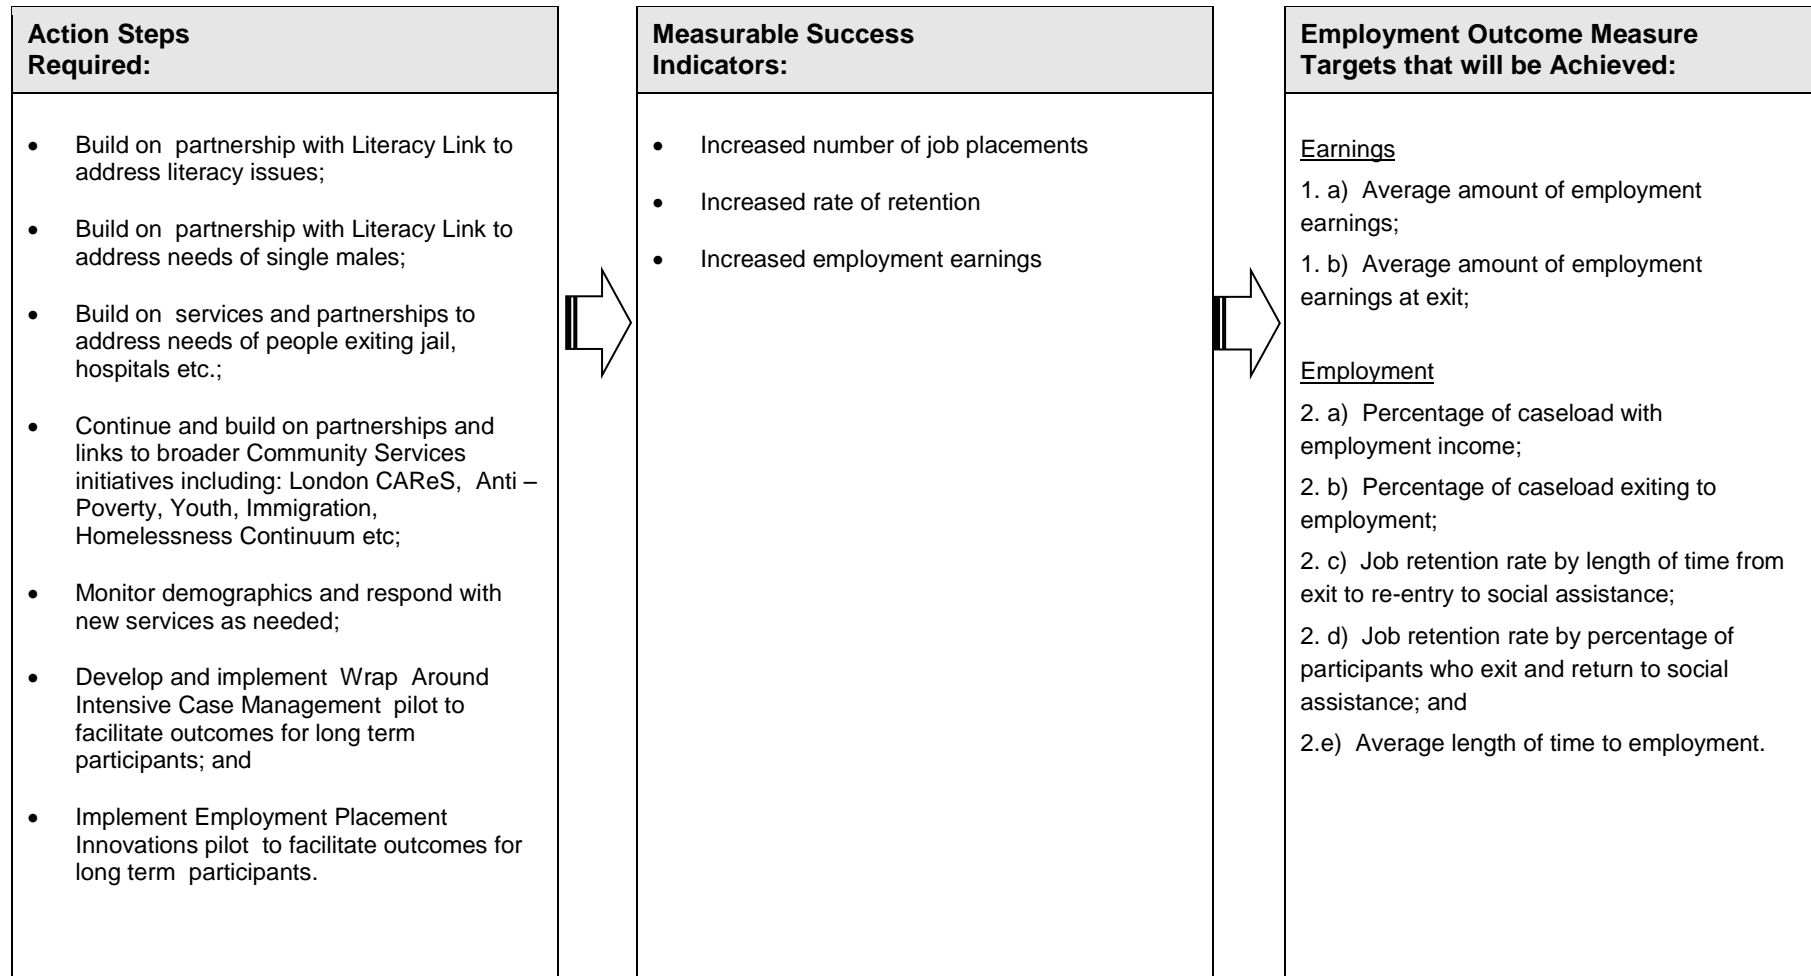 Action Steps
Required:
• Build on partnership with Literacy Link to
address literacy issues;
• Build on partnership with Literacy Link to
address needs of single males;
• Build on services and partnerships to
address needs of people exiting jail,
hospitals etc.;
• Continue and build on partnerships and
links to broader Community Services
initiatives including: London CAReS, Anti –
Poverty, Youth, Immigration,
Homelessness Continuum etc;
• Monitor demographics and respond with
new services as needed;
• Develop and implement Wrap Around
Intensive Case Management pilot to
facilitate outcomes for long term
participants; and
• Implement Employment Placement
Innovations pilot to facilitate outcomes for
long term participants.
Measurable Success
Indicators:
• Increased number of job placements
• Increased rate of retention
• Increased employment earnings
Employment Outcome Measure
Targets that will be Achieved:
Earnings
1. a) Average amount of employment
earnings;
1. b) Average amount of employment
earnings at exit;
Employment
2. a) Percentage of caseload with
employment income;
2. b) Percentage of caseload exiting to
employment;
2. c) Job retention rate by length of time from
exit to re-entry to social assistance;
2. d) Job retention rate by percentage of
participants who exit and return to social
assistance; and
2.e) Average length of time to employment.